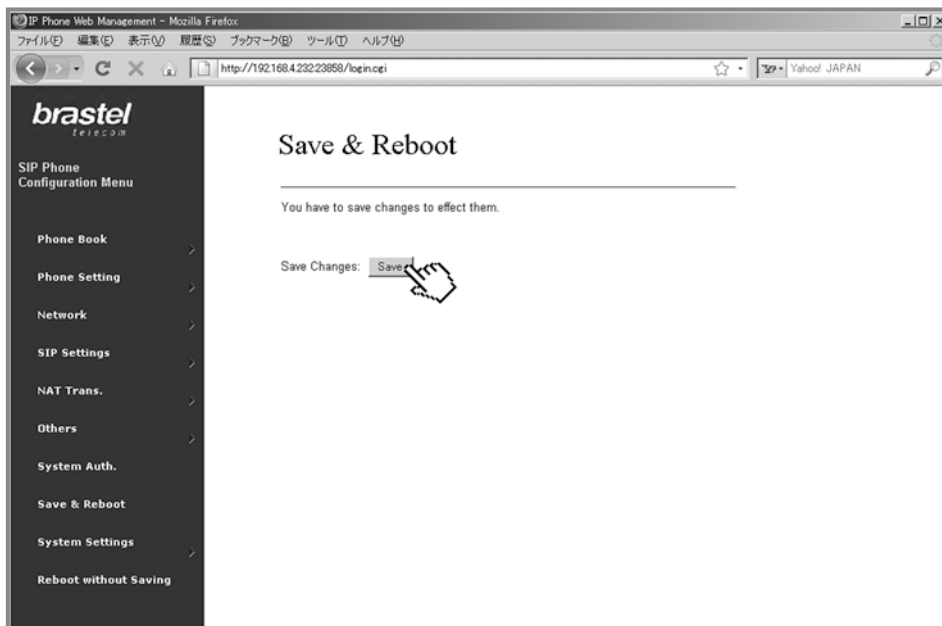 IP Phone Web Management - Mozilla Firefox
ファイル(F) 編集(E) 表示(V) 履歴(S) ブックマーク(B) ツール(T) ヘルプ(H)
http://192.168.4.232:23858/login.cgi
Yahoo! JAPAN
brastel
telecom
SIP Phone
Configuration Menu
Phone Book
Phone Setting
Network
SIP Settings
NAT Trans.
Others
System Auth.
Save & Reboot
System Settings
Reboot without Saving
Save & Reboot
You have to save changes to effect them.
Save Changes: Save